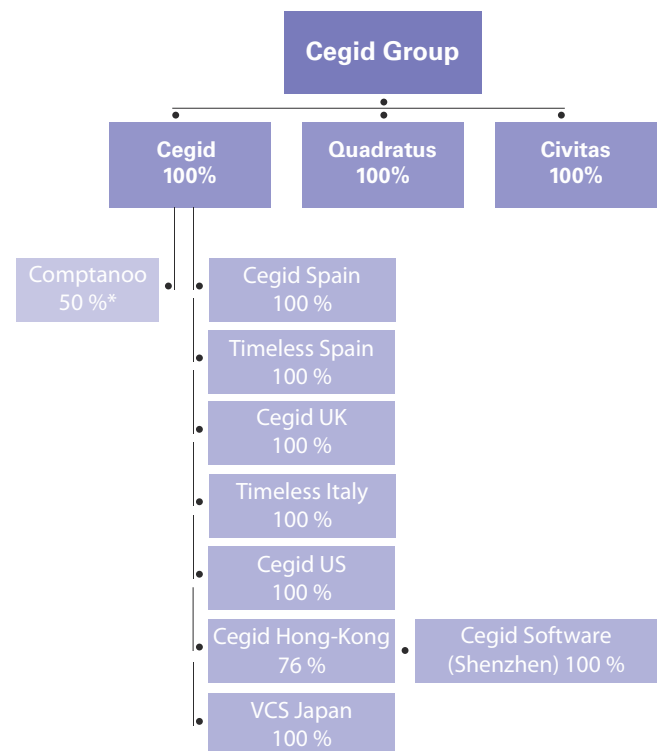 Cegid Group
Cegid
100%
Quadratus
100%
Civitas
100%
Comptanoo
50 %*
Cegid Spain
100 %
Timeless Spain
100 %
Cegid UK
100 %
Timeless Italy
100 %
Cegid US
100 %
Cegid Hong-Kong
76 %
Cegid Software
(Shenzhen) 100 %
VCS Japan
100 %